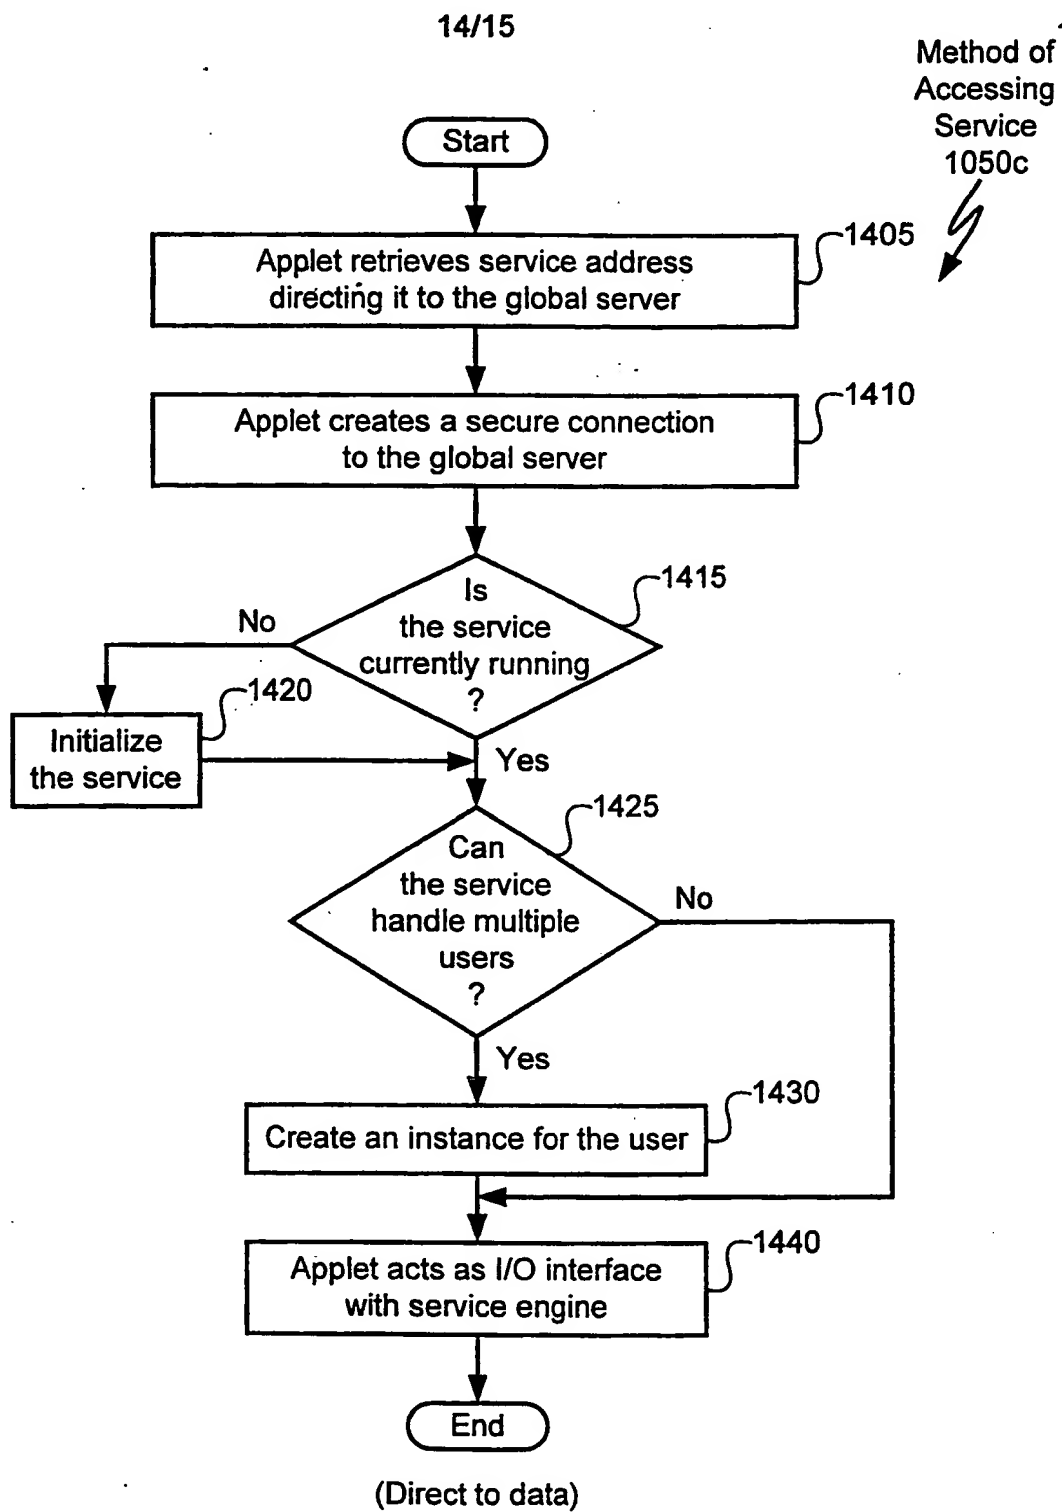 14/15
Method of
Accessing
Service
1050c
Start
1405
Applet retrieves service address
directing it to the global server
1410
Applet creates a secure connection
to the global server
1415
Is
the service
currently running
?
No
1420
Initialize
the service
Yes
1425
Can
the service
handle multiple
users
?
No
Yes
1430
Create an instance for the user
1440
Applet acts as I/O interface
with service engine
End
(Direct to data)